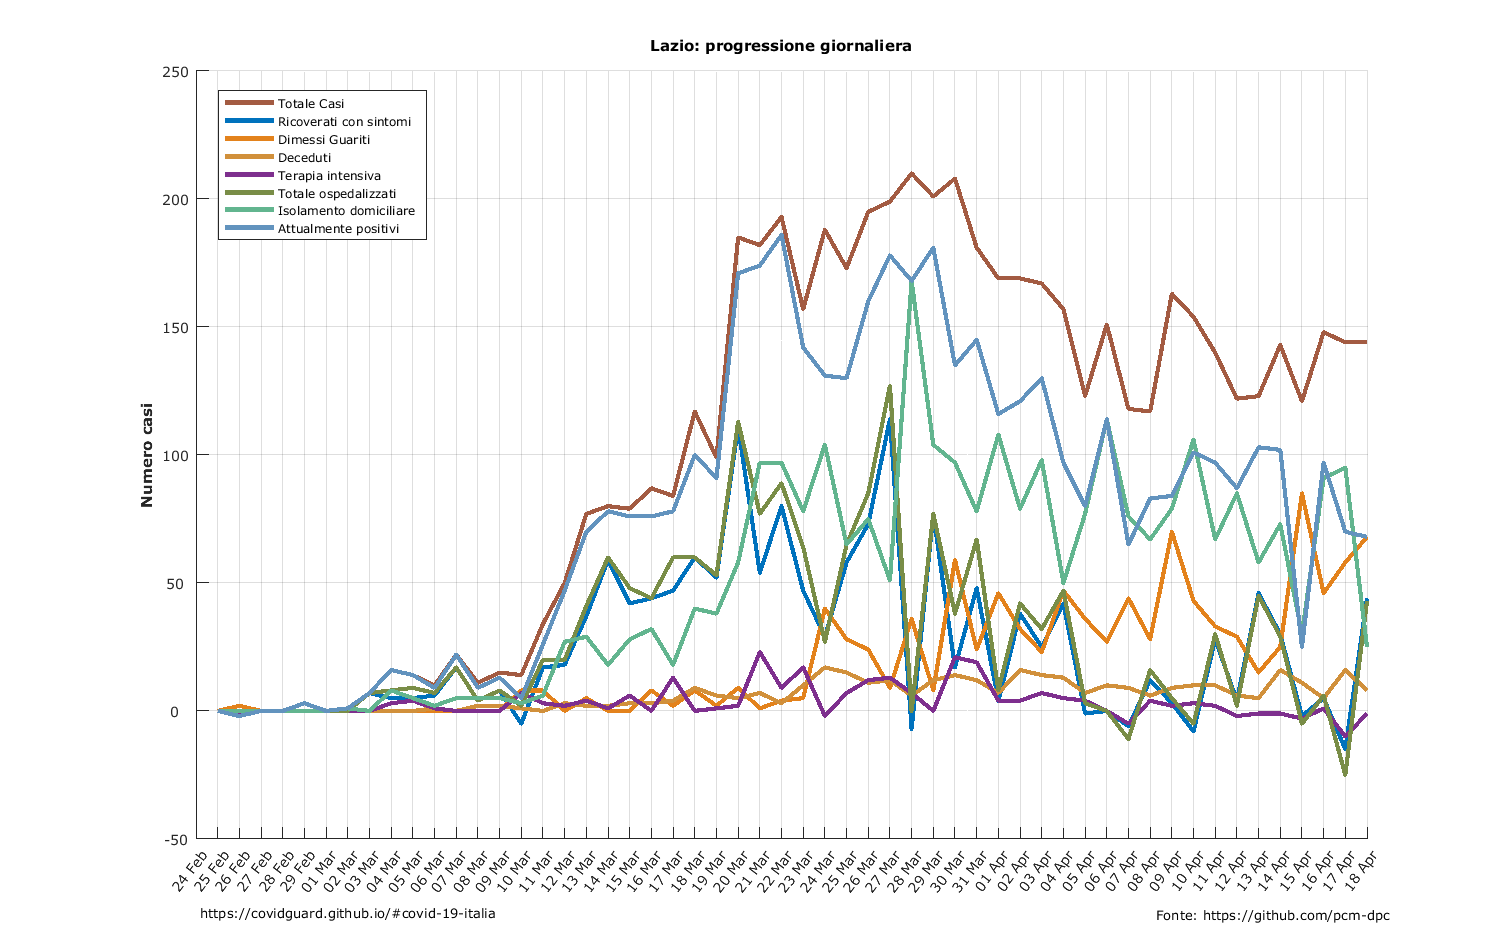 Lazio: progressione giornaliera
250
200
150
100
50
0
-50
Numero casi
Totale Casi
Ricoverati con sintomi
Dimessi Guariti
Deceduti
Terapia intensiva
Totale ospedalizzati
Isolamento domiciliare
Attualmente positivi
24 Feb
25 Feb
26 Feb
27 Feb
28 Feb
29 Feb
01 Mar
02 Mar
03 Mar
04 Mar
05 Mar
06 Mar
07 Mar
08 Mar
09 Mar
10 Mar
11 Mar
12 Mar
13 Mar
14 Mar
15 Mar
16 Mar
17 Mar
18 Mar
19 Mar
20 Mar
21 Mar
22 Mar
23 Mar
24 Mar
25 Mar
26 Mar
27 Mar
28 Mar
29 Mar
30 Mar
31 Mar
01 Apr
02 Apr
03 Apr
04 Apr
05 Apr
06 Apr
07 Apr
08 Apr
09 Apr
10 Apr
11 Apr
12 Apr
13 Apr
14 Apr
15 Apr
16 Apr
17 Apr
18 Apr
https://covidguard.github.io/#covid-19-italia
Fonte: https://github.com/pcm-dpc